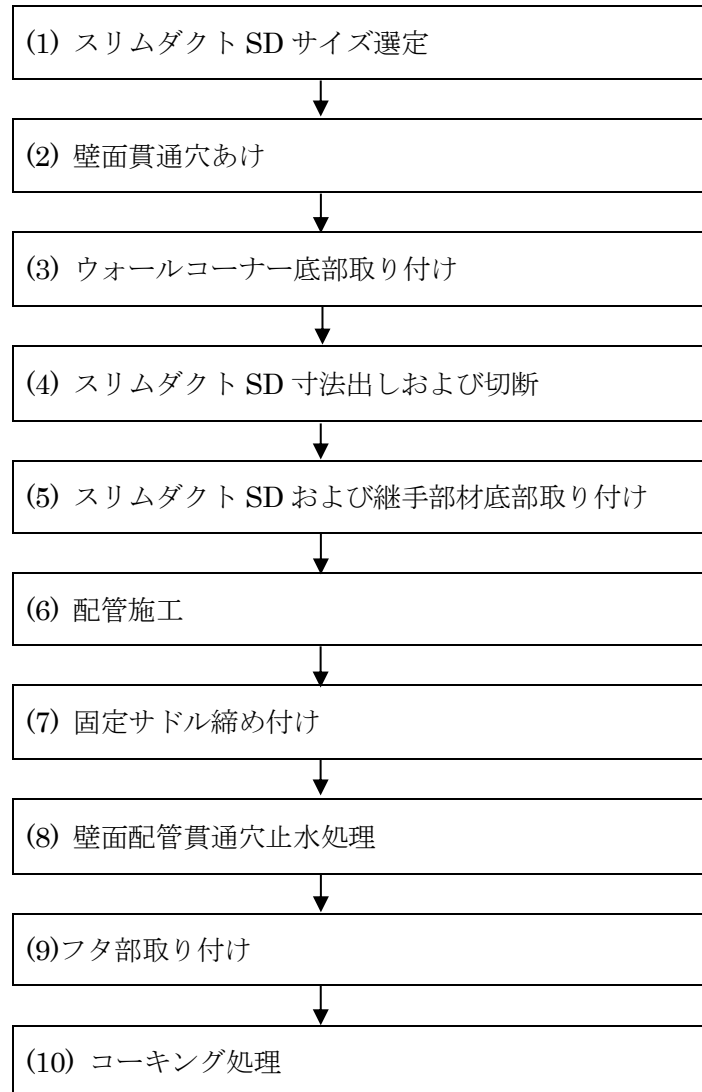 (1) スリムダクト SD サイズ選定
(2) 壁面貫通穴あけ
(3) ウォールコーナー底部取り付け
(4) スリムダクト SD 寸法出しおよび切断
(5) スリムダクト SD および継手部材底部取り付け
(6) 配管施工
(7) 固定サドル締め付け
(8) 壁面配管貫通穴止水処理
(9)フタ部取り付け
(10) コーキング処理